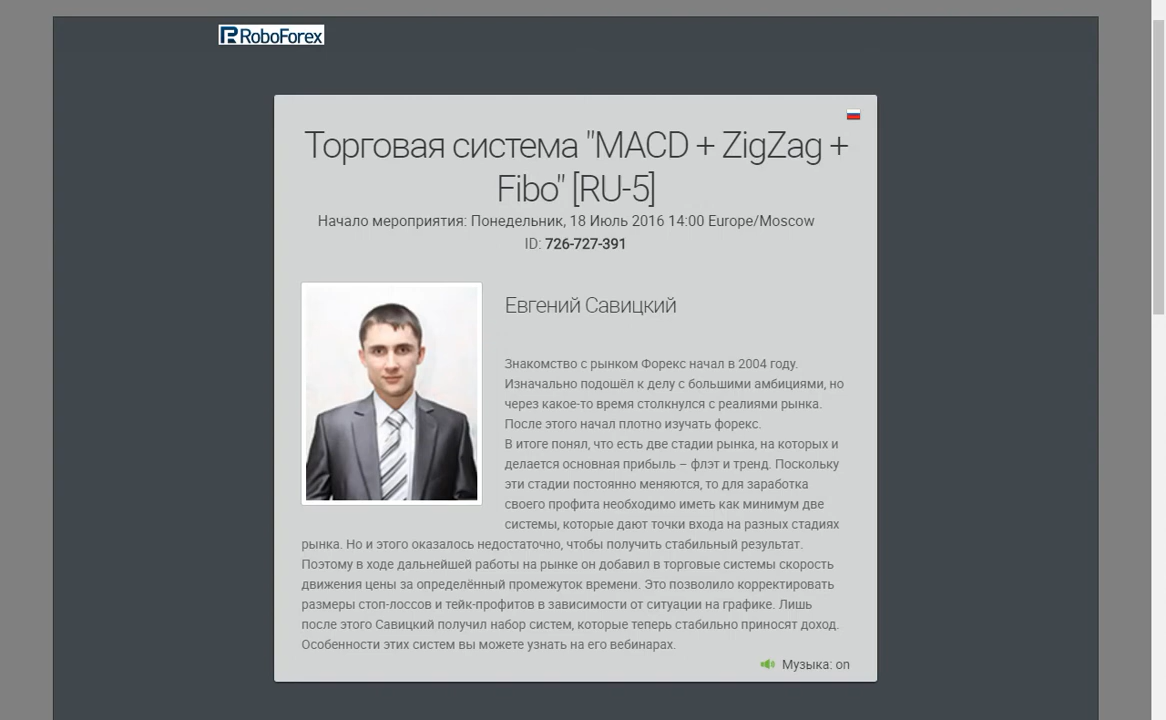 RoboForex
Торговая система "MACD + ZigZag +
Fibo" [RU-5]
Начало мероприятия: Понедельник, 18 Июль 2016 14:00 Europe/Moscow
ID: 726-727-391
Евгений Савицкий
Знакомство с рынком Форекс начал в 2004 году.
Изначально подошёл к делу с большими амбициями, но
через какое-то время столкнулся с реалиями рынка.
После этого начал плотно изучать форекс.
В итоге понял, что есть две стадии рынка, на которых и
делается основная прибыль – флэт и тренд. Поскольку
эти стадии постоянно меняются, то для заработка
своего профита необходимо иметь как минимум две
системы, которые дают точки входа на разных стадиях
рынка. Но и этого оказалось недостаточно, чтобы получить стабильный результат.
Поэтому в ходе дальнейшей работы на рынке он добавил в торговые системы скорость
движения цены за определённый промежуток времени. Это позволило корректировать
размеры стоп-лоссов и тейк-профитов в зависимости от ситуации на графике. Лишь
после этого Савицкий получил набор систем, которые теперь стабильно приносят доход.
Особенности этих систем вы можете узнать на его вебинарах.
Музыка: on